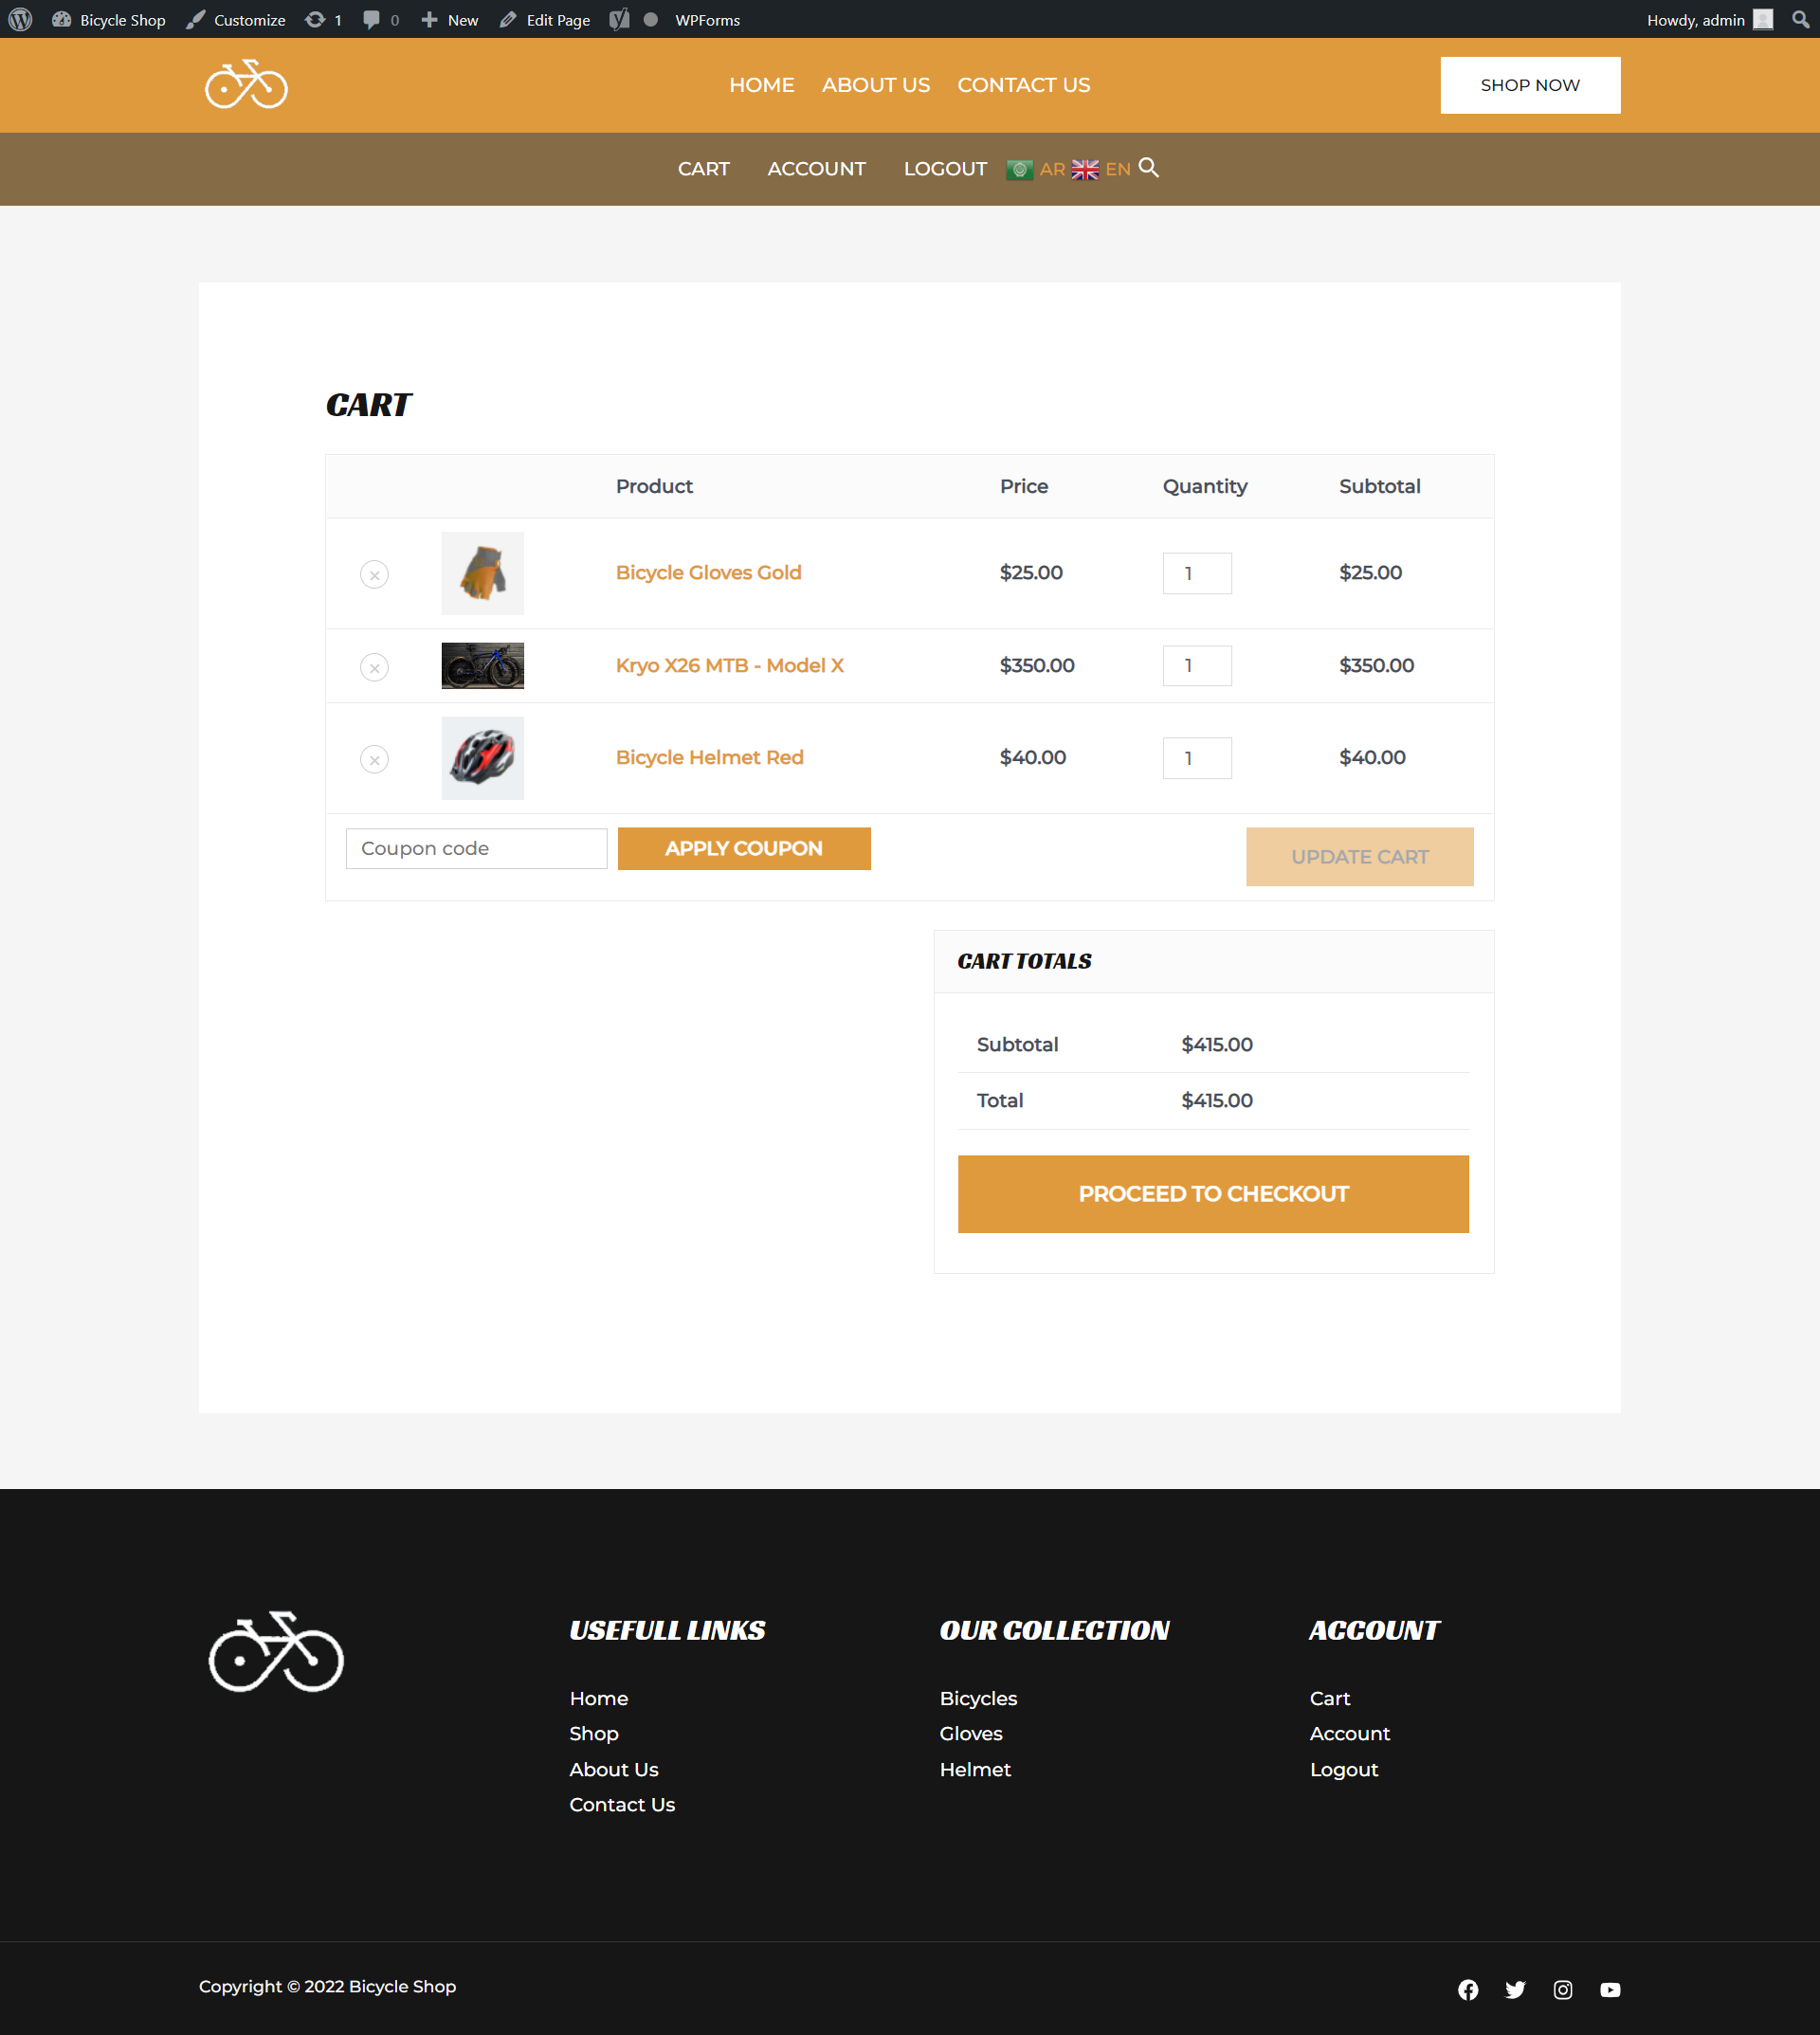 Bicycle Shop Customize 1 0 New Edit Page WPForms Howdy, admin
HOME ABOUT US CONTACT US SHOP NOW
CART ACCOUNT LOGOUT AR EN
CART
Product Price Quantity Subtotal
× Bicycle Gloves Gold $25.00 1 $25.00
× Kryo X26 MTB - Model X $350.00 1 $350.00
× Bicycle Helmet Red $40.00 1 $40.00
Coupon code APPLY COUPON UPDATE CART
CART TOTALS
Subtotal $415.00
Total $415.00
PROCEED TO CHECKOUT
USEFULL LINKS
Home
Shop
About Us
Contact Us
OUR COLLECTION
Bicycles
Gloves
Helmet
ACCOUNT
Cart
Account
Logout
Copyright © 2022 Bicycle Shop